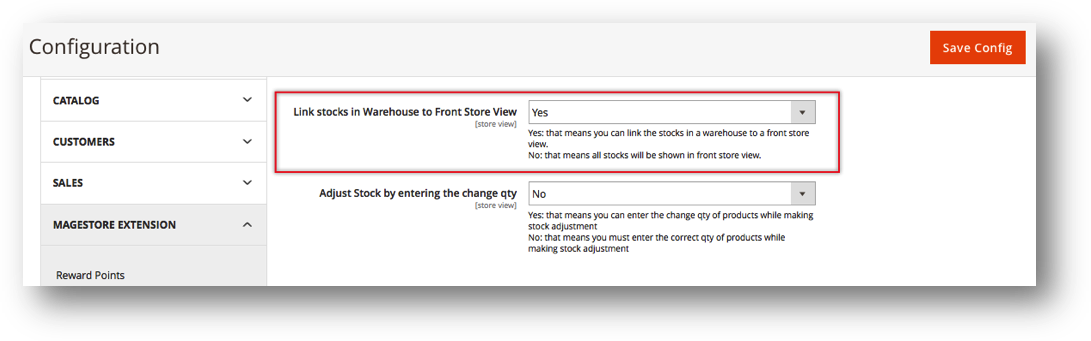 Configuration
Save Config
CATALOG
CUSTOMERS
SALES
MAGESTORE EXTENSION
Reward Points
Link stocks in Warehouse to Front Store View
[store view]
Yes
Yes: that means you can link the stocks in a warehouse to a front store
view.
No: that means all stocks will be shown in front store view.
Adjust Stock by entering the change qty
[store view]
No
Yes: that means you can enter the change qty of products while making
stock adjustment
No: that means you must enter the correct qty of products while
making stock adjustment